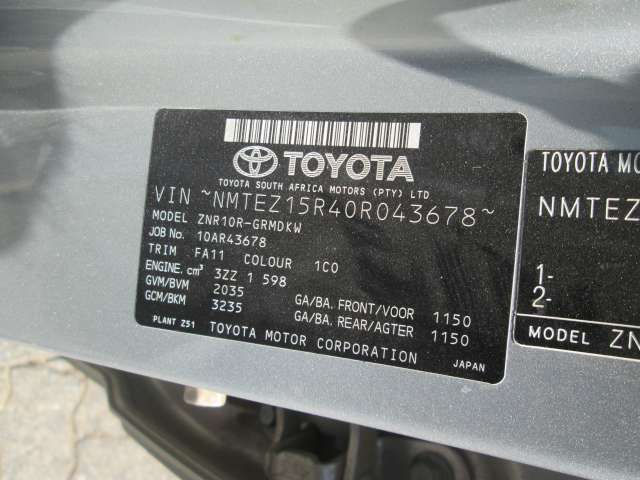 TOYOTA
TOYOTA SOUTH AFRICA MOTORS (PTY) LTD
VIN ~NMTEZ15R40R043678~
MODEL ZNR10R-GRMDKW
JOB No. 10AR43678
TRIM FA11 COLOUR 1C0
ENGINE.cm³ 3ZZ 1 598
GVM/BVM 2035 GA/BA. FRONT/VOOR 1150
GCM/BKM 3235 GA/BA. REAR/AGTER 1150
PLANT Z51 TOYOTA MOTOR CORPORATION JAPAN
TOYOTA MO
NMTEZ
1-
2-
MODEL ZN